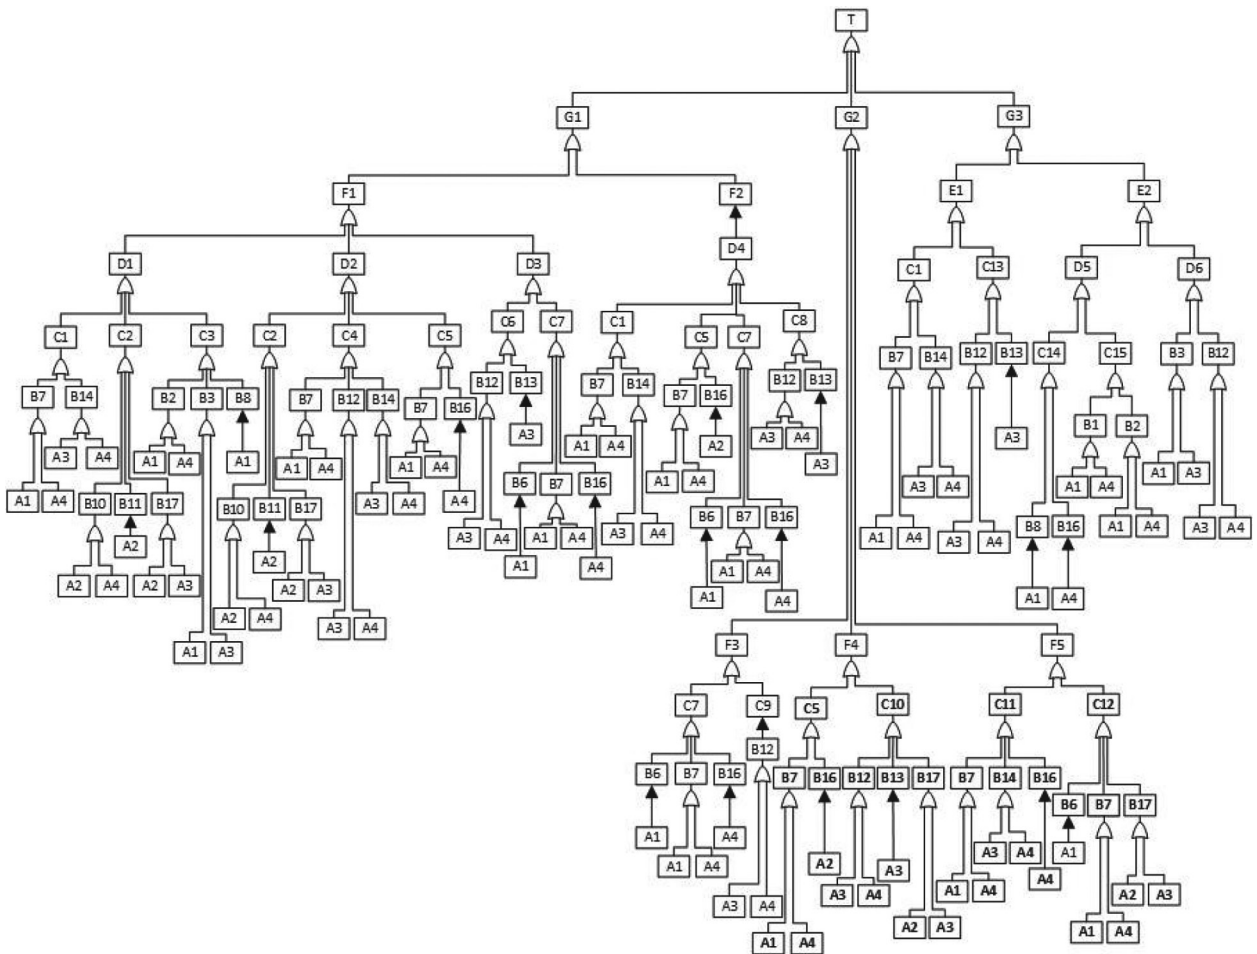 T
G1 G2 G3
F1 F2 E1 E2
D1 D2 D3 D4 C1 C13 D5 D6
C1 C2 C3 C2 C4 C5 C6 C7 C1 C5 C7 C8
B7 B14 B12 B13 C14 C15 B3 B12
B7 B14 B2 B3 B8 B7 B12 B14 B7 B16 B12 B13 B7 B14 B7 B16 B12 B13
A3 A4 A1 A4 A1 A1 A4 A1 A4 A3 A1 A4 A2 A3 A4 A3 B1 B2
A1 A4 B10 B11 B17 B10 B11 B17 A3 A4 A4 B6 B7 B16 A1 A4 A3 A4 A3 A1 A4 A1 A3
A2 A2 A3 A4 A1 A4 A3 A4 B6 B7 B16 A1 A4 A3 A4 B8 B16 A1 A4 A3 A4
A2 A4 A2 A3 A2 A3 A1 A4 A1 A4
A2 A4 A1 A4 A1 A4
A1 A3 A3 A4
F3 F4 F5
C7 C9 C5 C10 C11 C12
B12
B6 B7 B16 B7 B16 B12 B13 B17 B7 B14 B16 B6 B7 B17
A1 A4 A3 A4 A1
A1 A4 A2 A3 A4
A3 A4 A3 A4 A1 A4 A2 A3
A2 A3 A1 A4
A1 A4